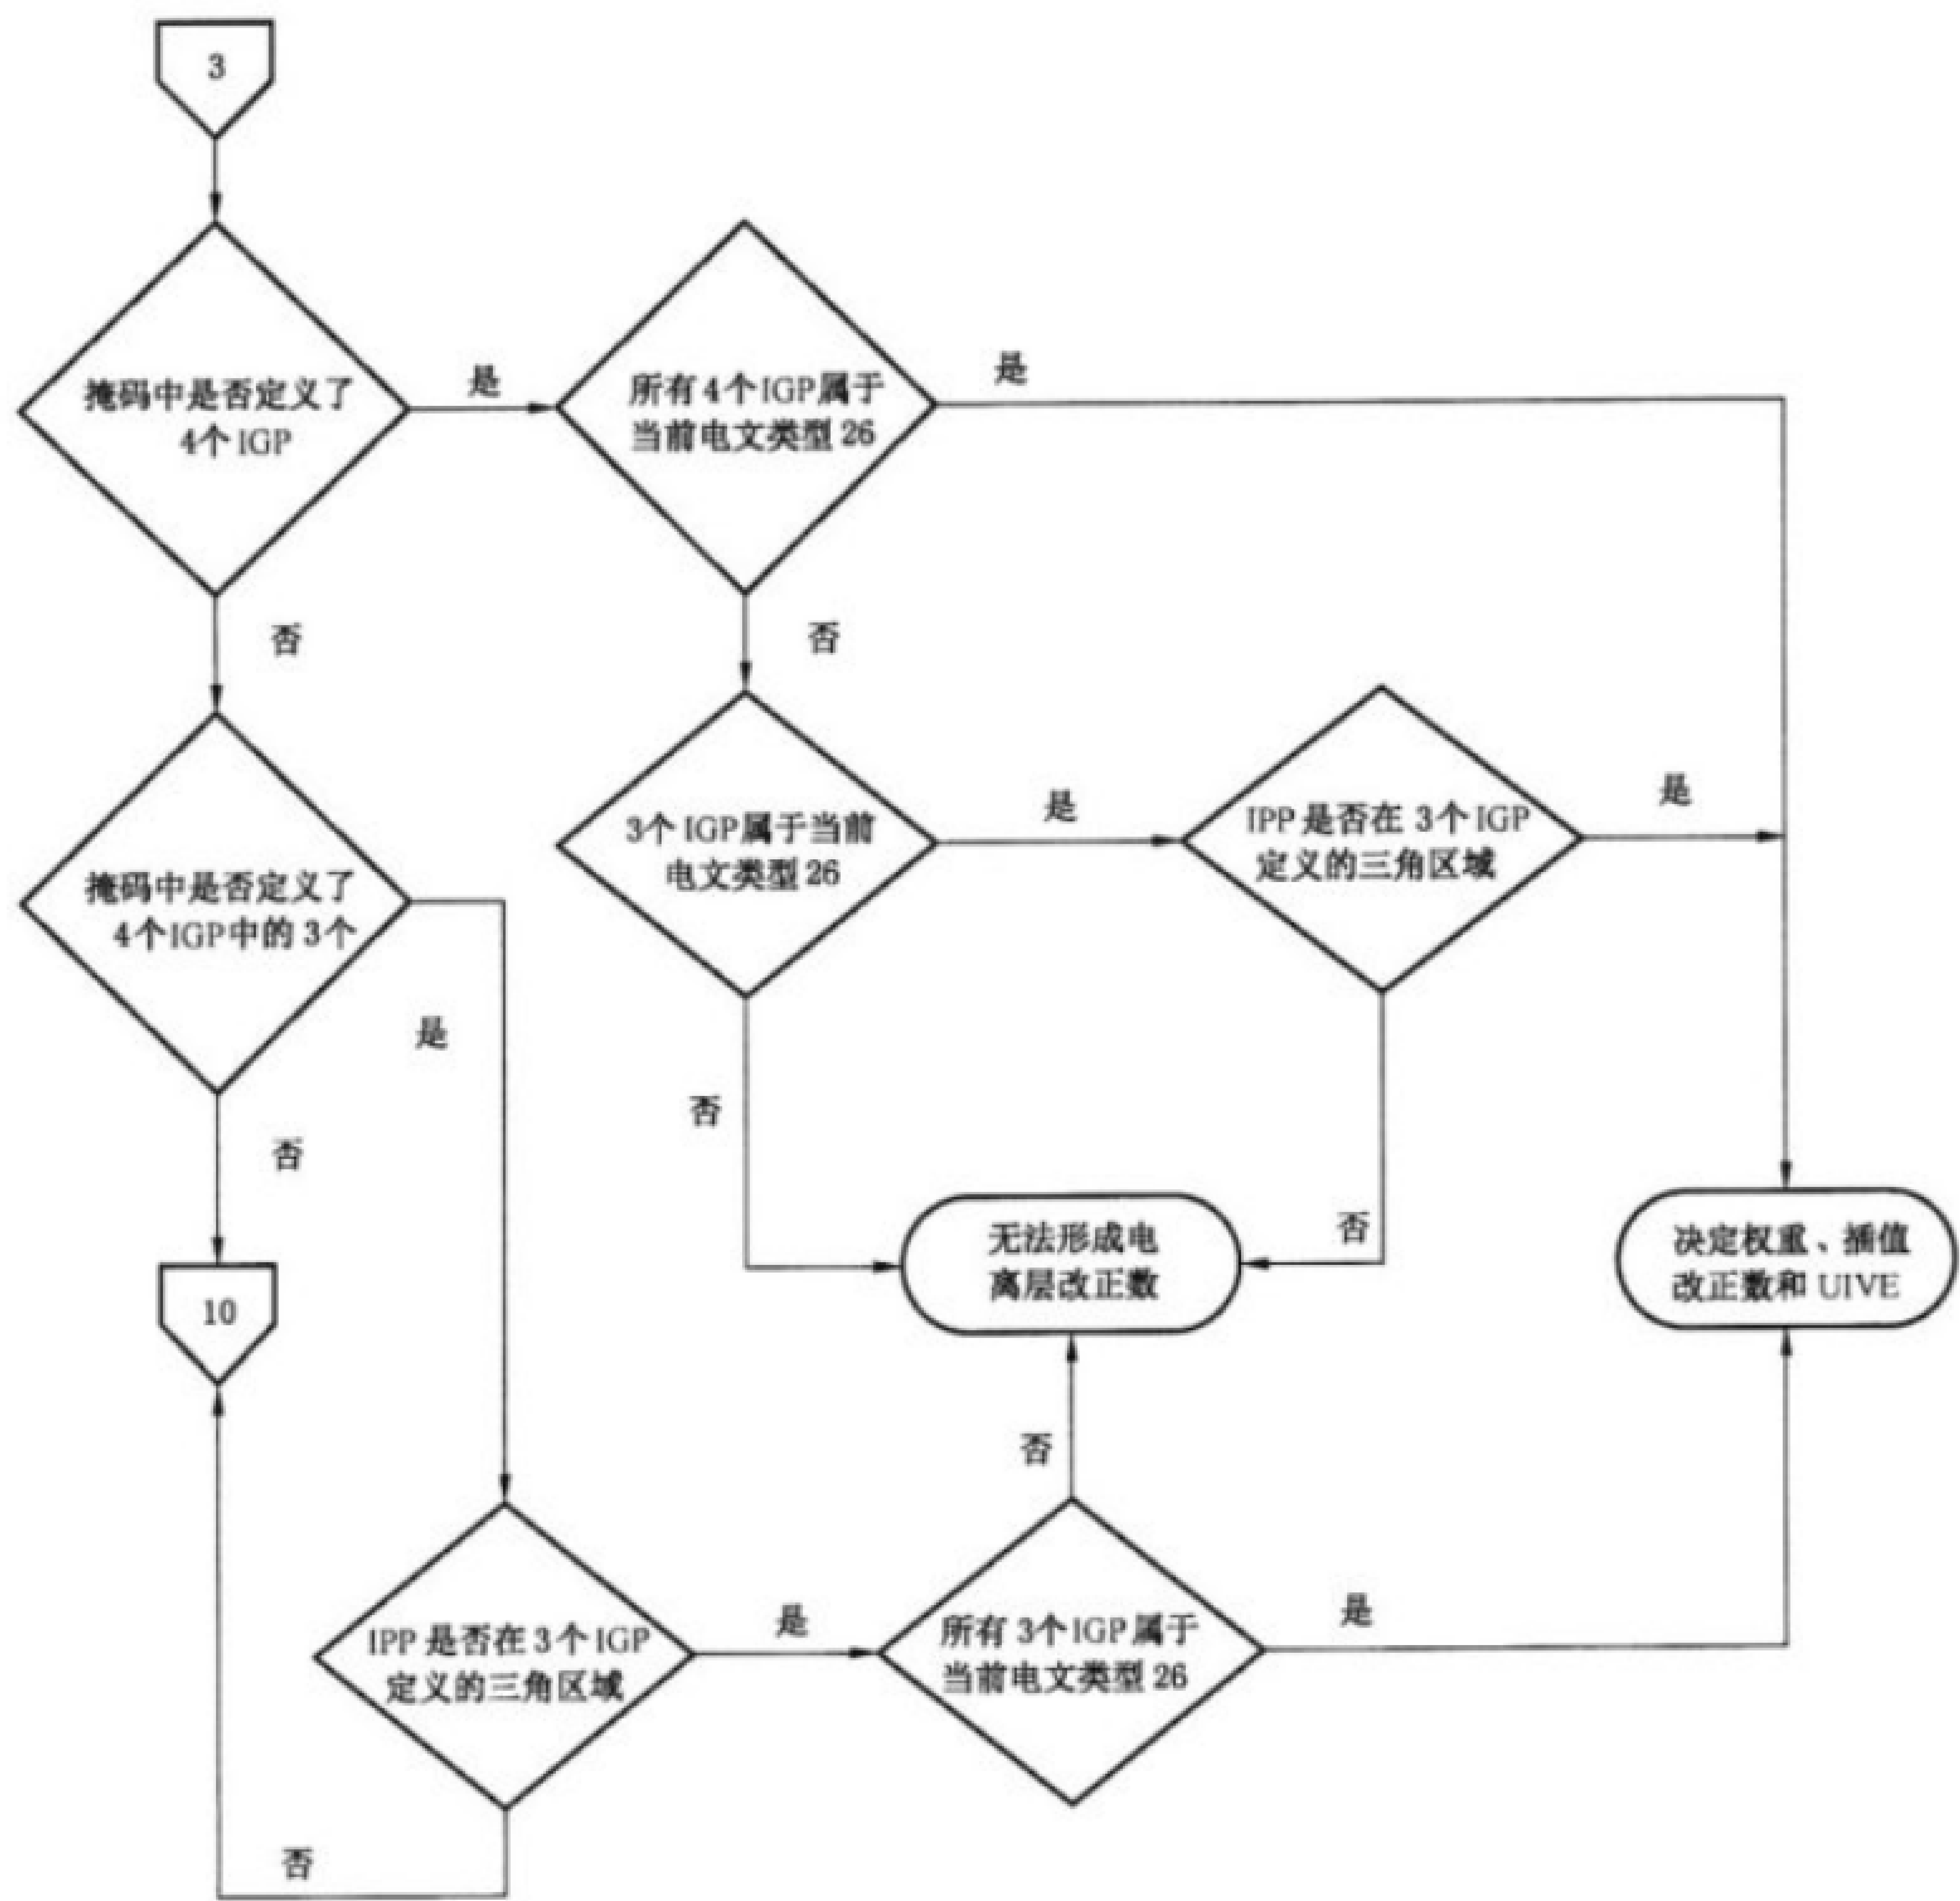 3
掩码中是否定义了
4个IGP
是
所有4个IGP属于
当前电文类型26
是
否
否
掩码中是否定义了
4个IGP中的3个
是
否
3个IGP属于当前
电文类型26
是
IPP是否在3个IGP
定义的三角区域
是
否
否
10
无法形成电
离层改正数
决定权重、插值
改正数和UIVE
否
IPP是否在3个IGP
定义的三角区域
是
所有3个IGP属于
当前电文类型26
是
否